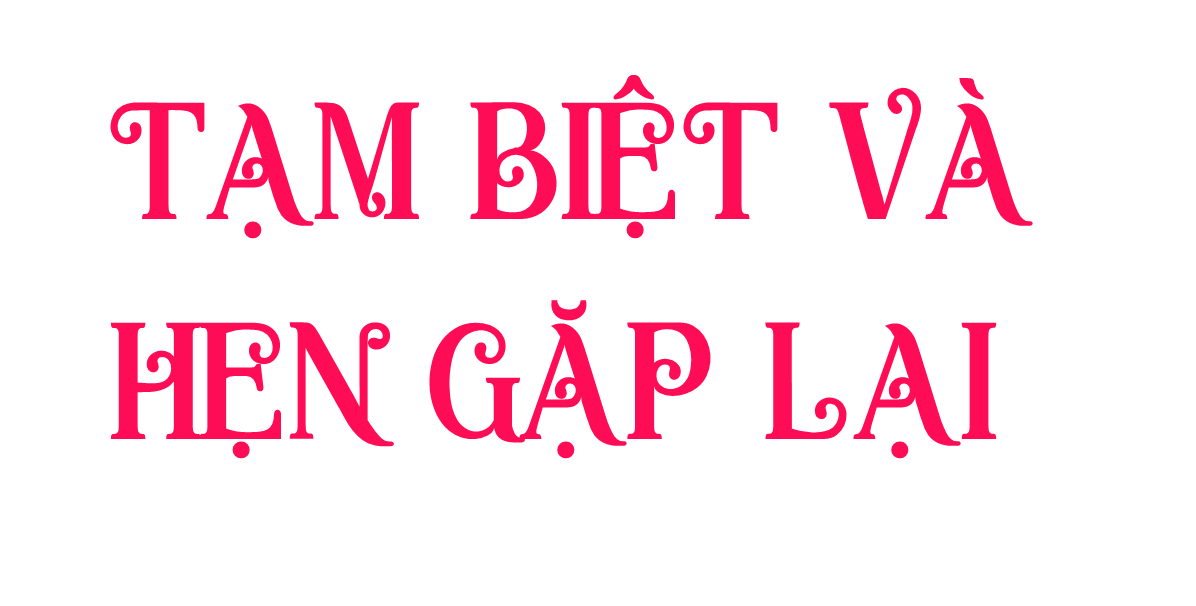 TẠM BIỆT VÀ
HẸN GẶP LẠI